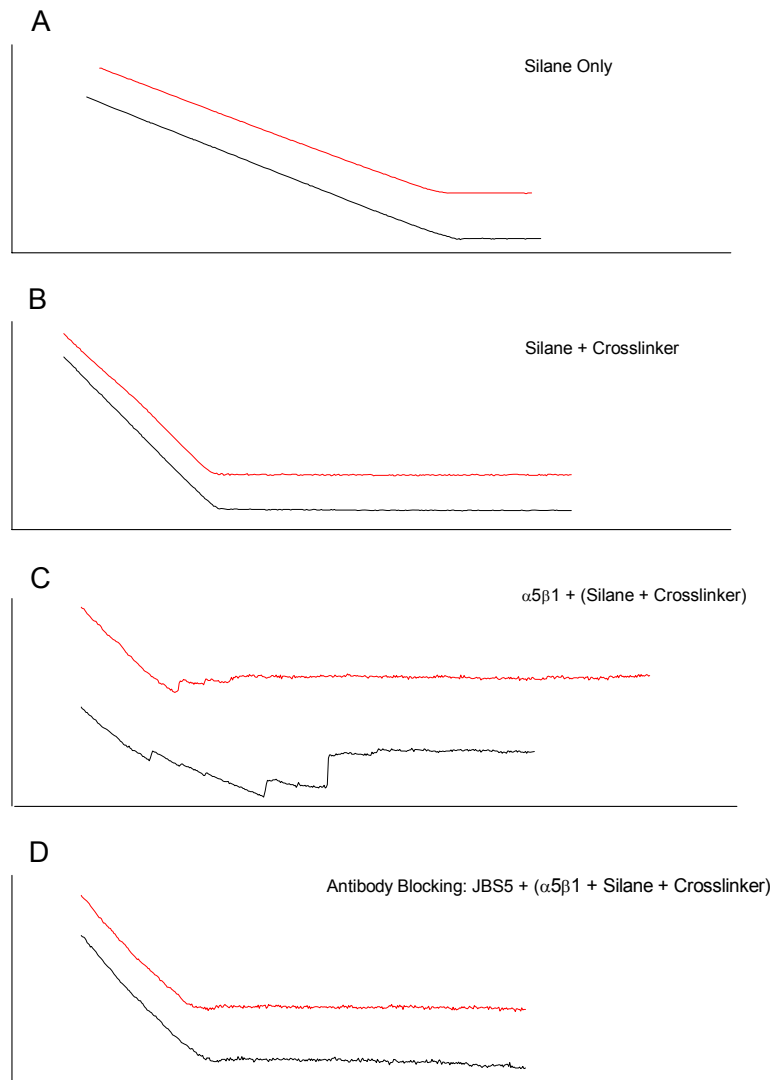 A
Silane Only
B
Silane + Crosslinker
C
α5β1 + (Silane + Crosslinker)
D
Antibody Blocking: JBS5 + (α5β1 + Silane + Crosslinker)